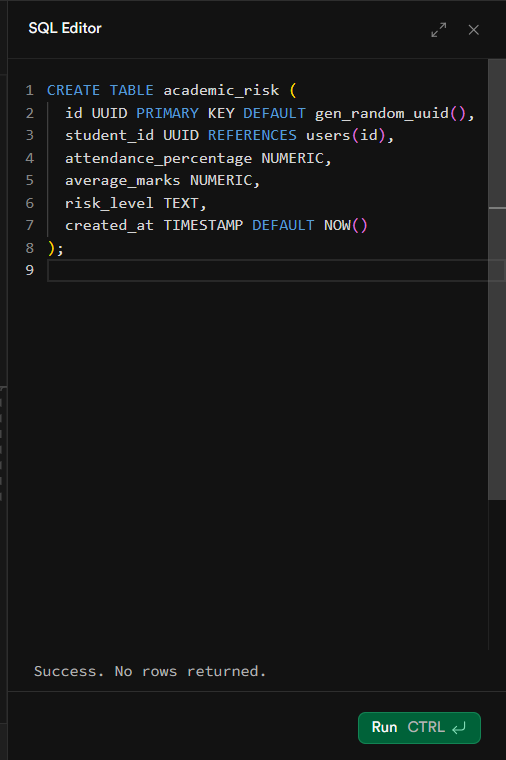 SQL Editor
1 CREATE TABLE academic_risk (
2   id UUID PRIMARY KEY DEFAULT gen_random_uuid(),
3   student_id UUID REFERENCES users(id),
4   attendance_percentage NUMERIC,
5   average_marks NUMERIC,
6   risk_level TEXT,
7   created_at TIMESTAMP DEFAULT NOW()
8 );
9
Success. No rows returned.
Run CTRL